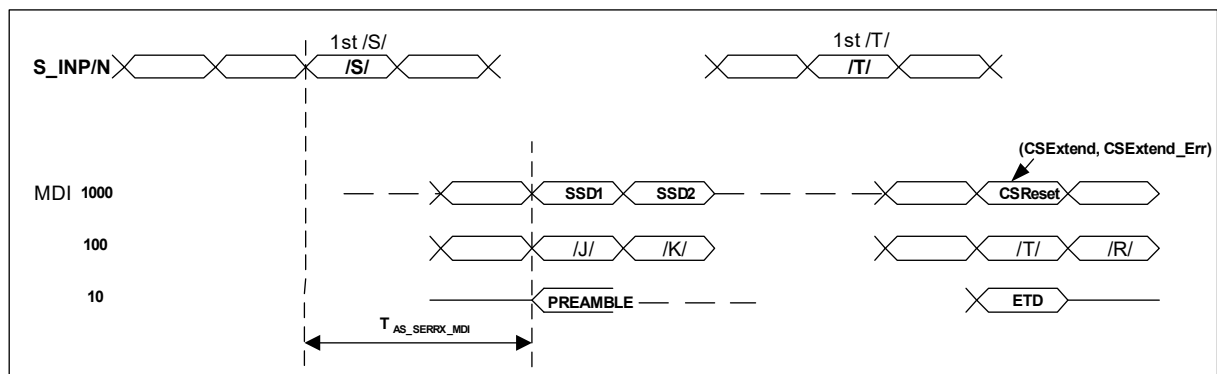 1st /S/
1st /T/
S_INP/N
/S/
/T/
(CSExtend, CSExtend_Err)
MDI 1000
SSD1
SSD2
CSReset
100
/J/
/K/
/T/
/R/
10
PREAMBLE
ETD
T AS_SERRX_MDI